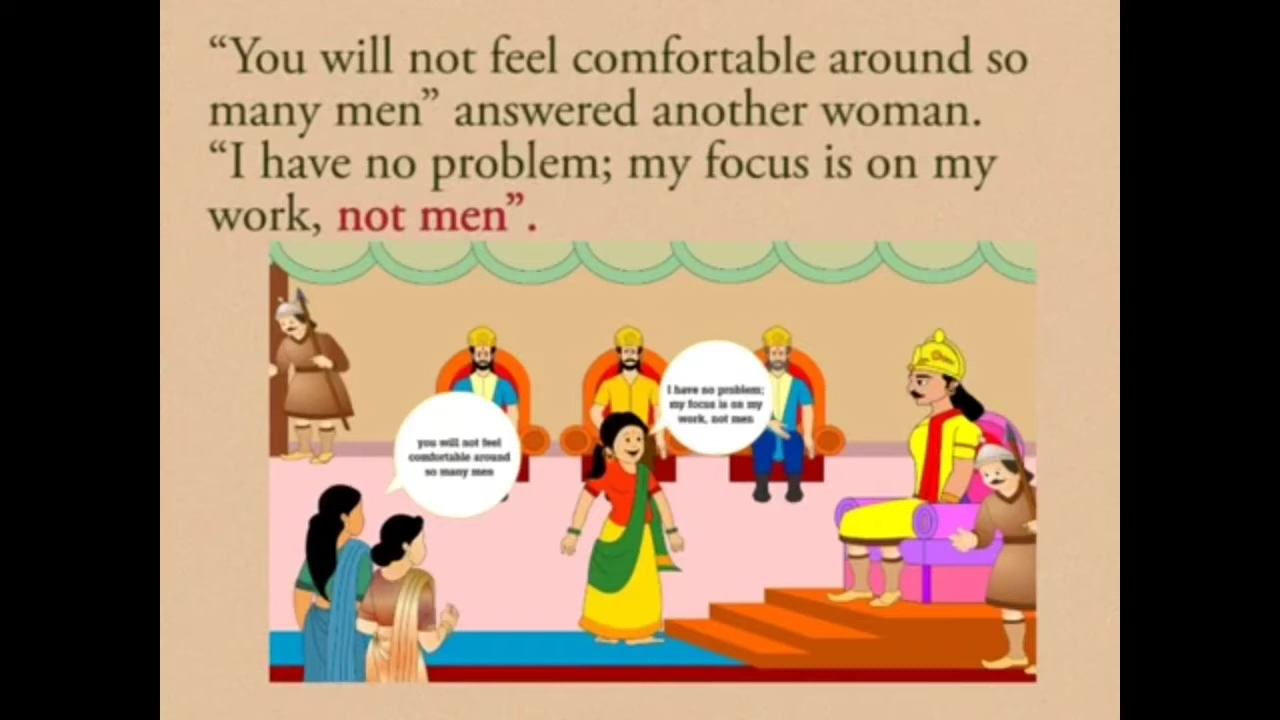 “You will not feel comfortable around so
many men” answered another woman.
“I have no problem; my focus is on my
work, not men”.
I have no problem;
my focus is on my
work, not men
you will not feel
comfortable around
so many men